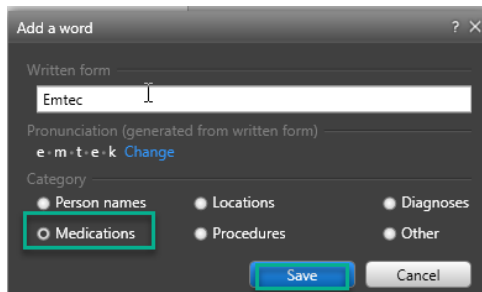 Add a word ? ×
Written form
Emtec
Pronunciation (generated from written form)
e·m·t·e·k Change
Category
Person names Locations Diagnoses
Medications Procedures Other
Save Cancel